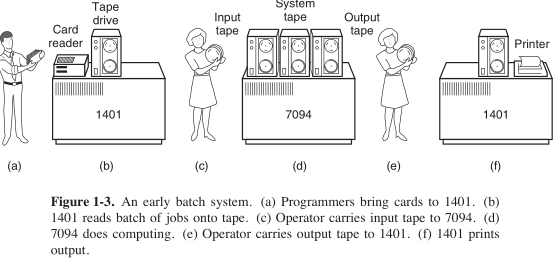 Tape
drive
Card
reader
1401
Input
tape
System
tape
7094
Output
tape
Printer
1401
(a)
(b)
(c)
(d)
(e)
(f)
Figure 1-3. An early batch system. (a) Programmers bring cards to 1401. (b)
1401 reads batch of jobs onto tape. (c) Operator carries input tape to 7094. (d)
7094 does computing. (e) Operator carries output tape to 1401. (f) 1401 prints
output.